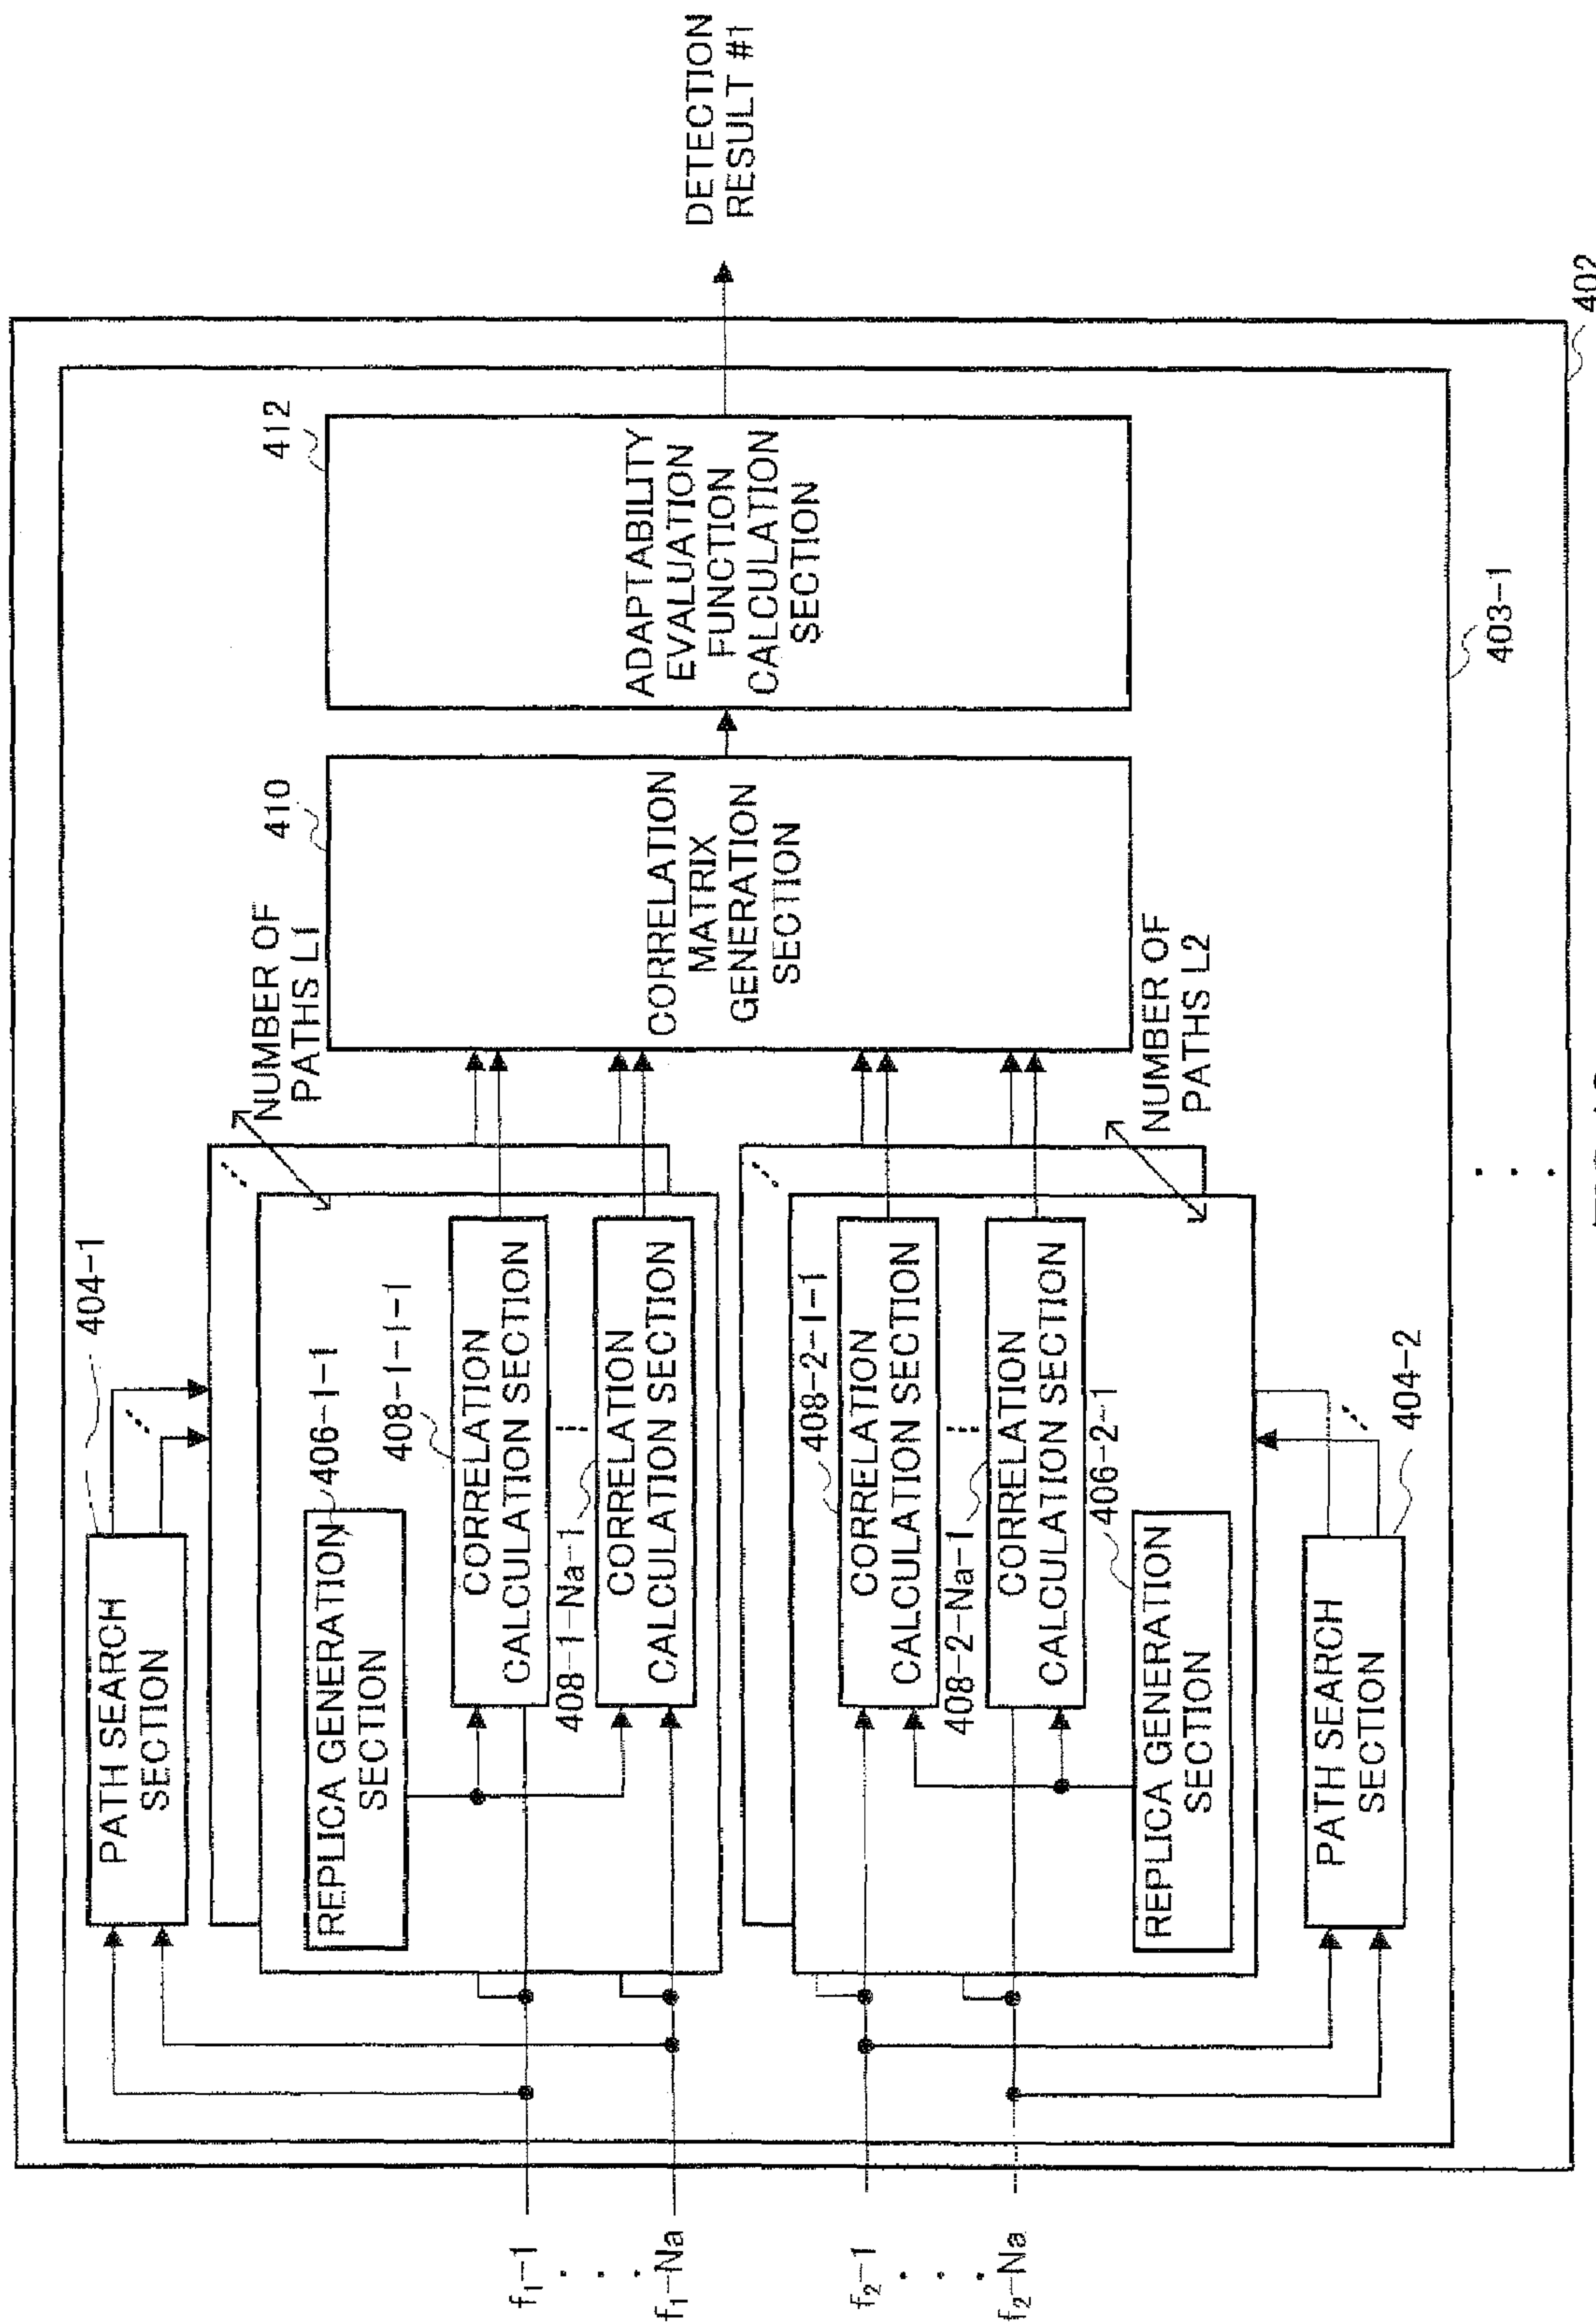 404-1
PATH SEARCH
SECTION
NUMBER OF
PATHS L1
410
412
406-1-1
REPLICA GENERATION
SECTION
408-1-1-1
CORRELATION
CALCULATION SECTION
408-1-Na-1
CORRELATION
CALCULATION SECTION
f1-1
f1-Na
CORRELATION
MATRIX
GENERATION
SECTION
ADAPTABILITY
EVALUATION
FUNCTION
CALCULATION
SECTION
DETECTION
RESULT #1
408-2-1-1
CORRELATION
CALCULATION SECTION
408-2-Na-1
CORRELATION
CALCULATION SECTION
f2-1
f2-Na
406-2-1
REPLICA GENERATION
SECTION
NUMBER OF
PATHS L2
PATH SEARCH
SECTION
404-2
403-1
402